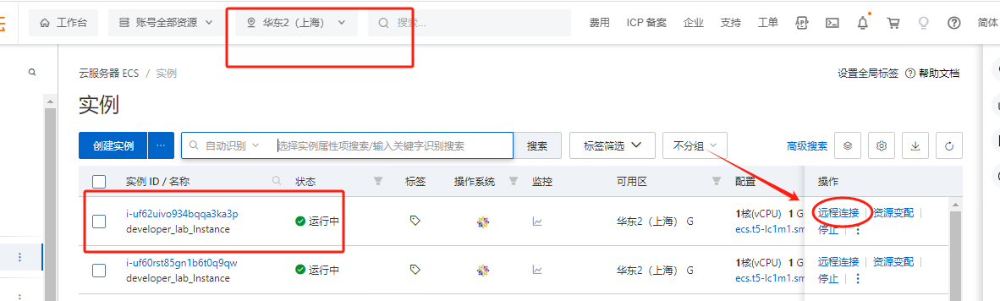 工作台 账号全部资源 华东2（上海） 搜索... 费用 ICP 备案 企业 支持 工单 简体
云服务器 ECS / 实例 设置全局标签 帮助文档
实例
创建实例 ... 自动识别 选择实例属性项搜索/输入关键字识别搜索 搜索 标签筛选 不分组 高级搜索
实例 ID / 名称 状态 标签 操作系统 监控 可用区 配置 操作
i-uf62uivo934bqqa3ka3p
developer_lab_Instance
运行中
华东2（上海） G
1核(vCPU) 1 G
ecs.t5-lc1m1.sm
远程连接 资源变配
停止
i-uf60rst85gn1b6t0q9qw
developer_lab_Instance
运行中
华东2（上海） G
1核(vCPU) 1 G
ecs.t5-lc1m1.sm
远程连接 资源变配
停止